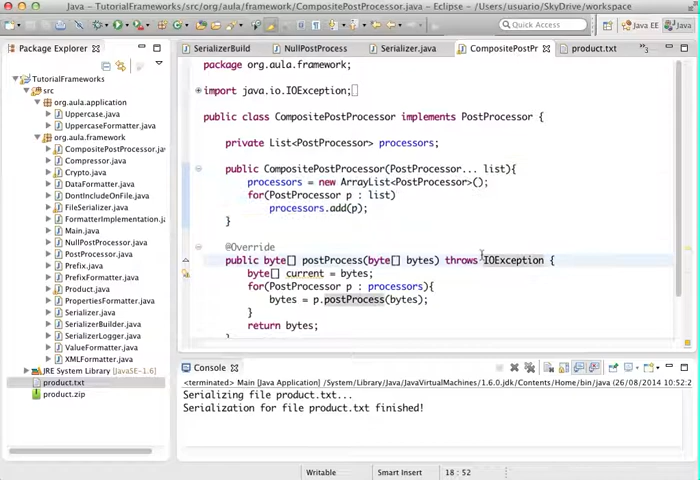 Java – TutorialFrameworks/src/org/aula/framework/CompositePostProcessor.java – Eclipse – /Users/usuario/SkyDrive/workspace
Quick Access
Java EE
Java
Package Explorer
TutorialFrameworks
src
org.aula.application
Uppercase.java
UppercaseFormatter.java
org.aula.framework
CompositePostProcessor.java
Compressor.java
Crypto.java
DataFormatter.java
DontIncludeOnFile.java
FileSerializer.java
FormatterImplementation.j
Main.java
NullPostProcessor.java
PostProcessor.java
Prefix.java
PrefixFormatter.java
Product.java
PropertiesFormatter.java
Serializer.java
SerializerBuilder.java
SerializerLogger.java
ValueFormatter.java
XMLFormatter.java
JRE System Library [JavaSE-1.6]
product.txt
product.zip
SerializerBuild
NullPostProcess
Serializer.java
CompositePostPr
product.txt
3
package org.aula.framework;
import java.io.IOException;
public class CompositePostProcessor implements PostProcessor {
private List<PostProcessor> processors;
public CompositePostProcessor(PostProcessor... list){
processors = new ArrayList<PostProcessor>();
for(PostProcessor p : list)
processors.add(p);
}
@Override
public byte[] postProcess(byte[] bytes) throws IOException {
byte[] current = bytes;
for(PostProcessor p : processors){
bytes = p.postProcess(bytes);
}
return bytes;
}
Console
<terminated> Main [Java Application] /System/Library/Java/JavaVirtualMachines/1.6.0.jdk/Contents/Home/bin/java (26/08/2014 10:52:2
Serializing file product.txt...
Serialization for file product.txt finished!
Writable
Smart Insert
18 : 52